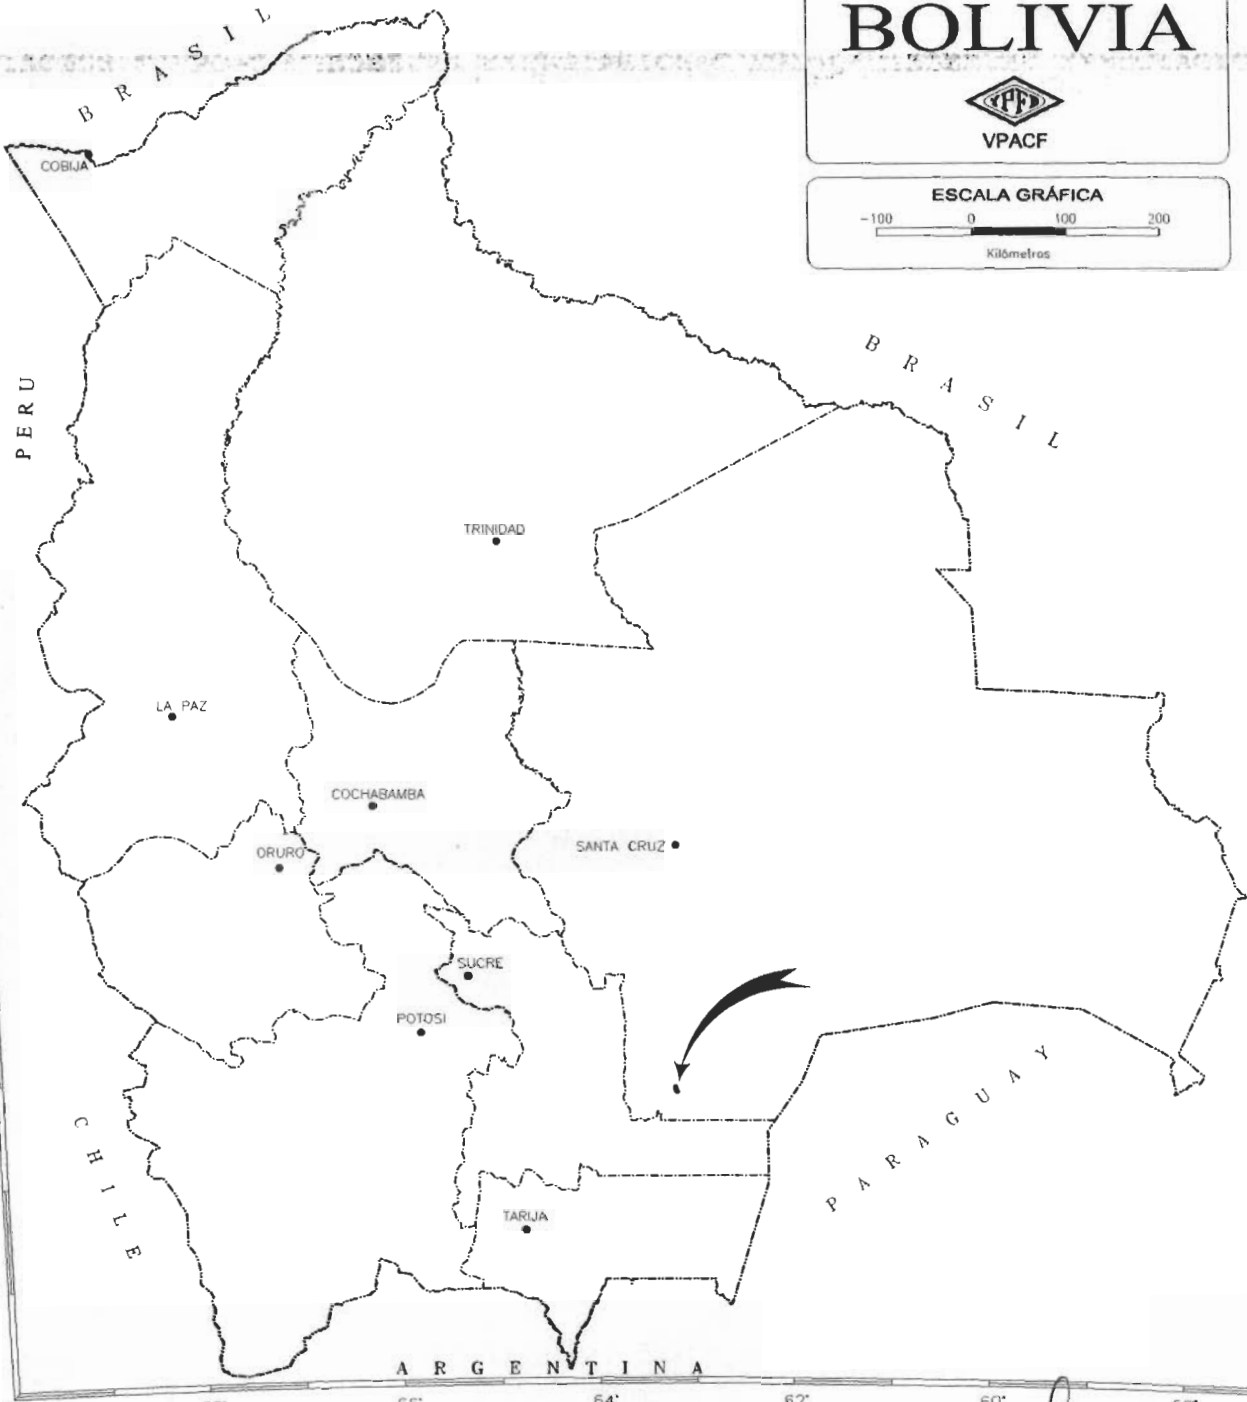 BOLIVIA
YPFB
VPACF
ESCALA GRÁFICA
-100 0 100 200
Kilómetros
BRASIL
COBIJA
PERU
BRASIL
TRINIDAD
LA PAZ
COCHABAMBA
ORURO
SANTA CRUZ
SUCRE
POTOSI
CHILE
PARAGUAY
TARIJA
ARGENTINA
64° 62° 60°